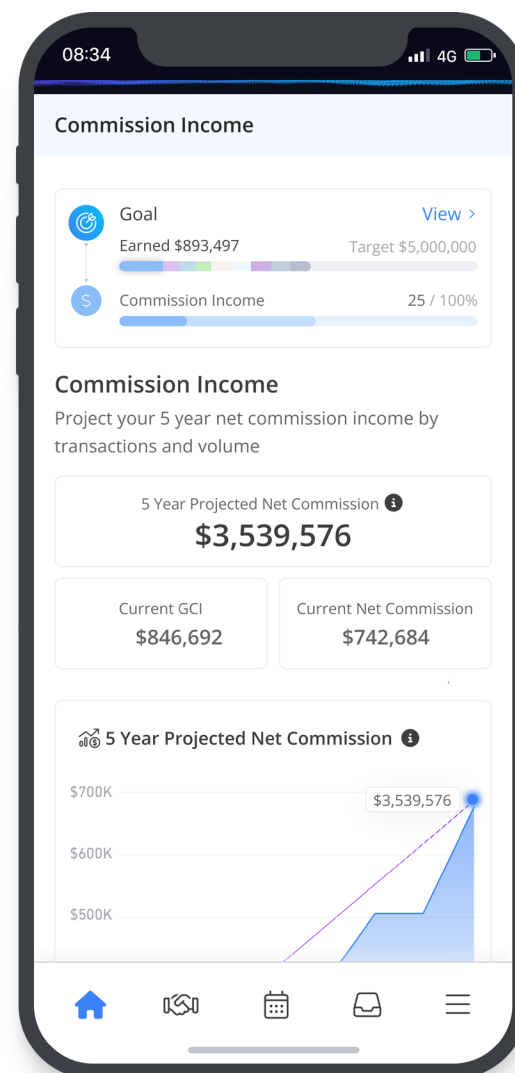 08:34
4G
Commission Income
Goal
View >
Earned $893,497
Target $5,000,000
$
Commission Income
25 / 100%
Commission Income
Project your 5 year net commission income by
transactions and volume
5 Year Projected Net Commission i
$3,539,576
Current GCI
$846,692
Current Net Commission
$742,684
5 Year Projected Net Commission i
$700K
$3,539,576
$600K
$500K